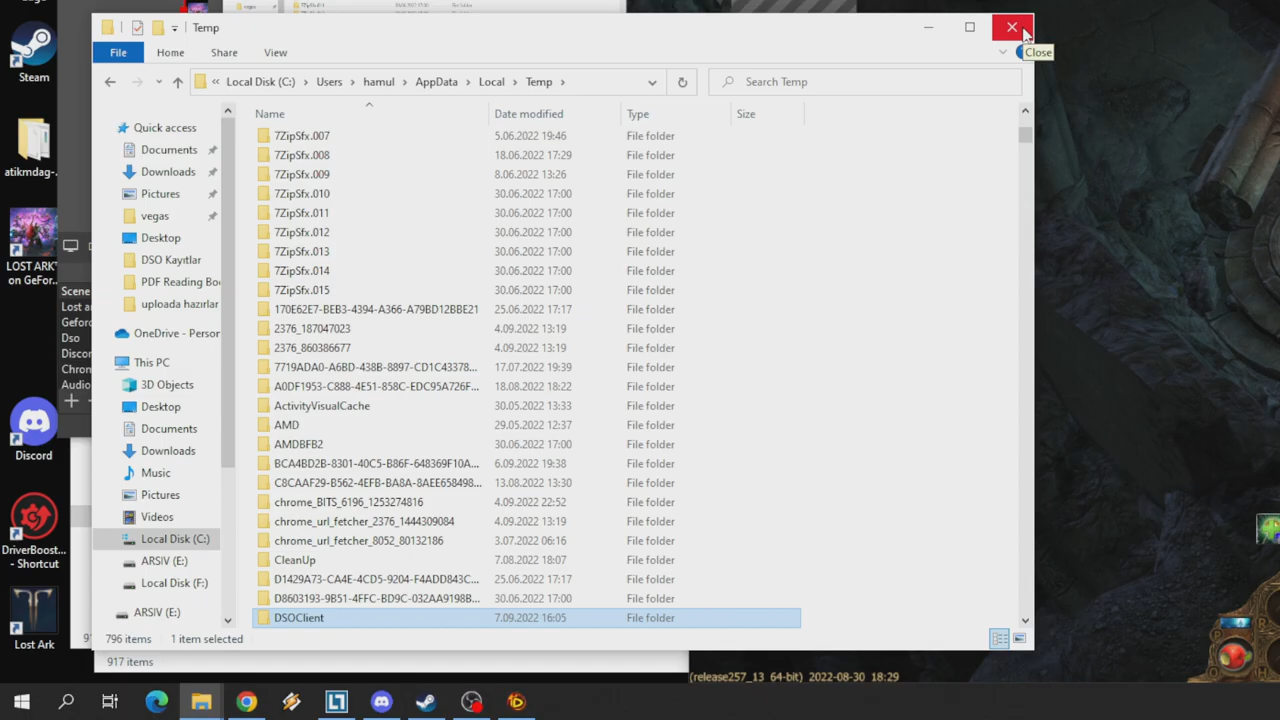 Steam
atikmdag-
LOST ARK
on GeFor
Discord
DriverBoost...
- Shortcut
Lost Ark
vegas
Scene
Lost ar
Geforc
Dso
Discor
Chron
Audio
Temp
Close
File
Home
Share
View
« Local Disk (C:) › Users › hamul › AppData › Local › Temp ›
Search Temp
Quick access
Documents
Downloads
Pictures
vegas
Desktop
DSO Kayıtlar
PDF Reading Bo
uploada hazırlar
OneDrive - Person
This PC
3D Objects
Desktop
Documents
Downloads
Music
Pictures
Videos
Local Disk (C:)
ARSIV (E:)
Local Disk (F:)
ARSIV (E:)
Name Date modified Type Size
7ZipSfx.007 5.06.2022 19:46 File folder
7ZipSfx.008 18.06.2022 17:29 File folder
7ZipSfx.009 8.06.2022 13:26 File folder
7ZipSfx.010 30.06.2022 17:00 File folder
7ZipSfx.011 30.06.2022 17:00 File folder
7ZipSfx.012 30.06.2022 17:00 File folder
7ZipSfx.013 30.06.2022 17:00 File folder
7ZipSfx.014 30.06.2022 17:00 File folder
7ZipSfx.015 30.06.2022 17:00 File folder
170E62E7-BEB3-4394-A366-A79BD12BBE21 25.06.2022 17:17 File folder
2376_187047023 4.09.2022 13:19 File folder
2376_860386677 4.09.2022 13:19 File folder
7719ADA0-A6BD-438B-8897-CD1C43378... 17.07.2022 19:39 File folder
A0DF1953-C888-4E51-858C-EDC95A726F... 18.08.2022 18:22 File folder
ActivityVisualCache 30.05.2022 13:33 File folder
AMD 29.05.2022 12:37 File folder
AMDBFB2 30.06.2022 17:00 File folder
BCA4BD2B-8301-40C5-B86F-648369F10A... 6.09.2022 19:38 File folder
C8CAAF29-B562-4EFB-BA8A-8AEE658498... 13.08.2022 13:30 File folder
chrome_BITS_6196_1253274816 4.09.2022 22:52 File folder
chrome_url_fetcher_2376_1444309084 4.09.2022 13:19 File folder
chrome_url_fetcher_8052_80132186 3.07.2022 06:16 File folder
CleanUp 7.08.2022 18:07 File folder
D1429A73-CA4E-4CD5-9204-F4ADD843C... 25.06.2022 17:17 File folder
D8603193-9B51-4FFC-BD9C-032AA9198B... 30.06.2022 17:00 File folder
DSOClient 7.09.2022 16:05 File folder
796 items 1 item selected
917 items
(release257_13 64-bit) 2022-08-30 18:29